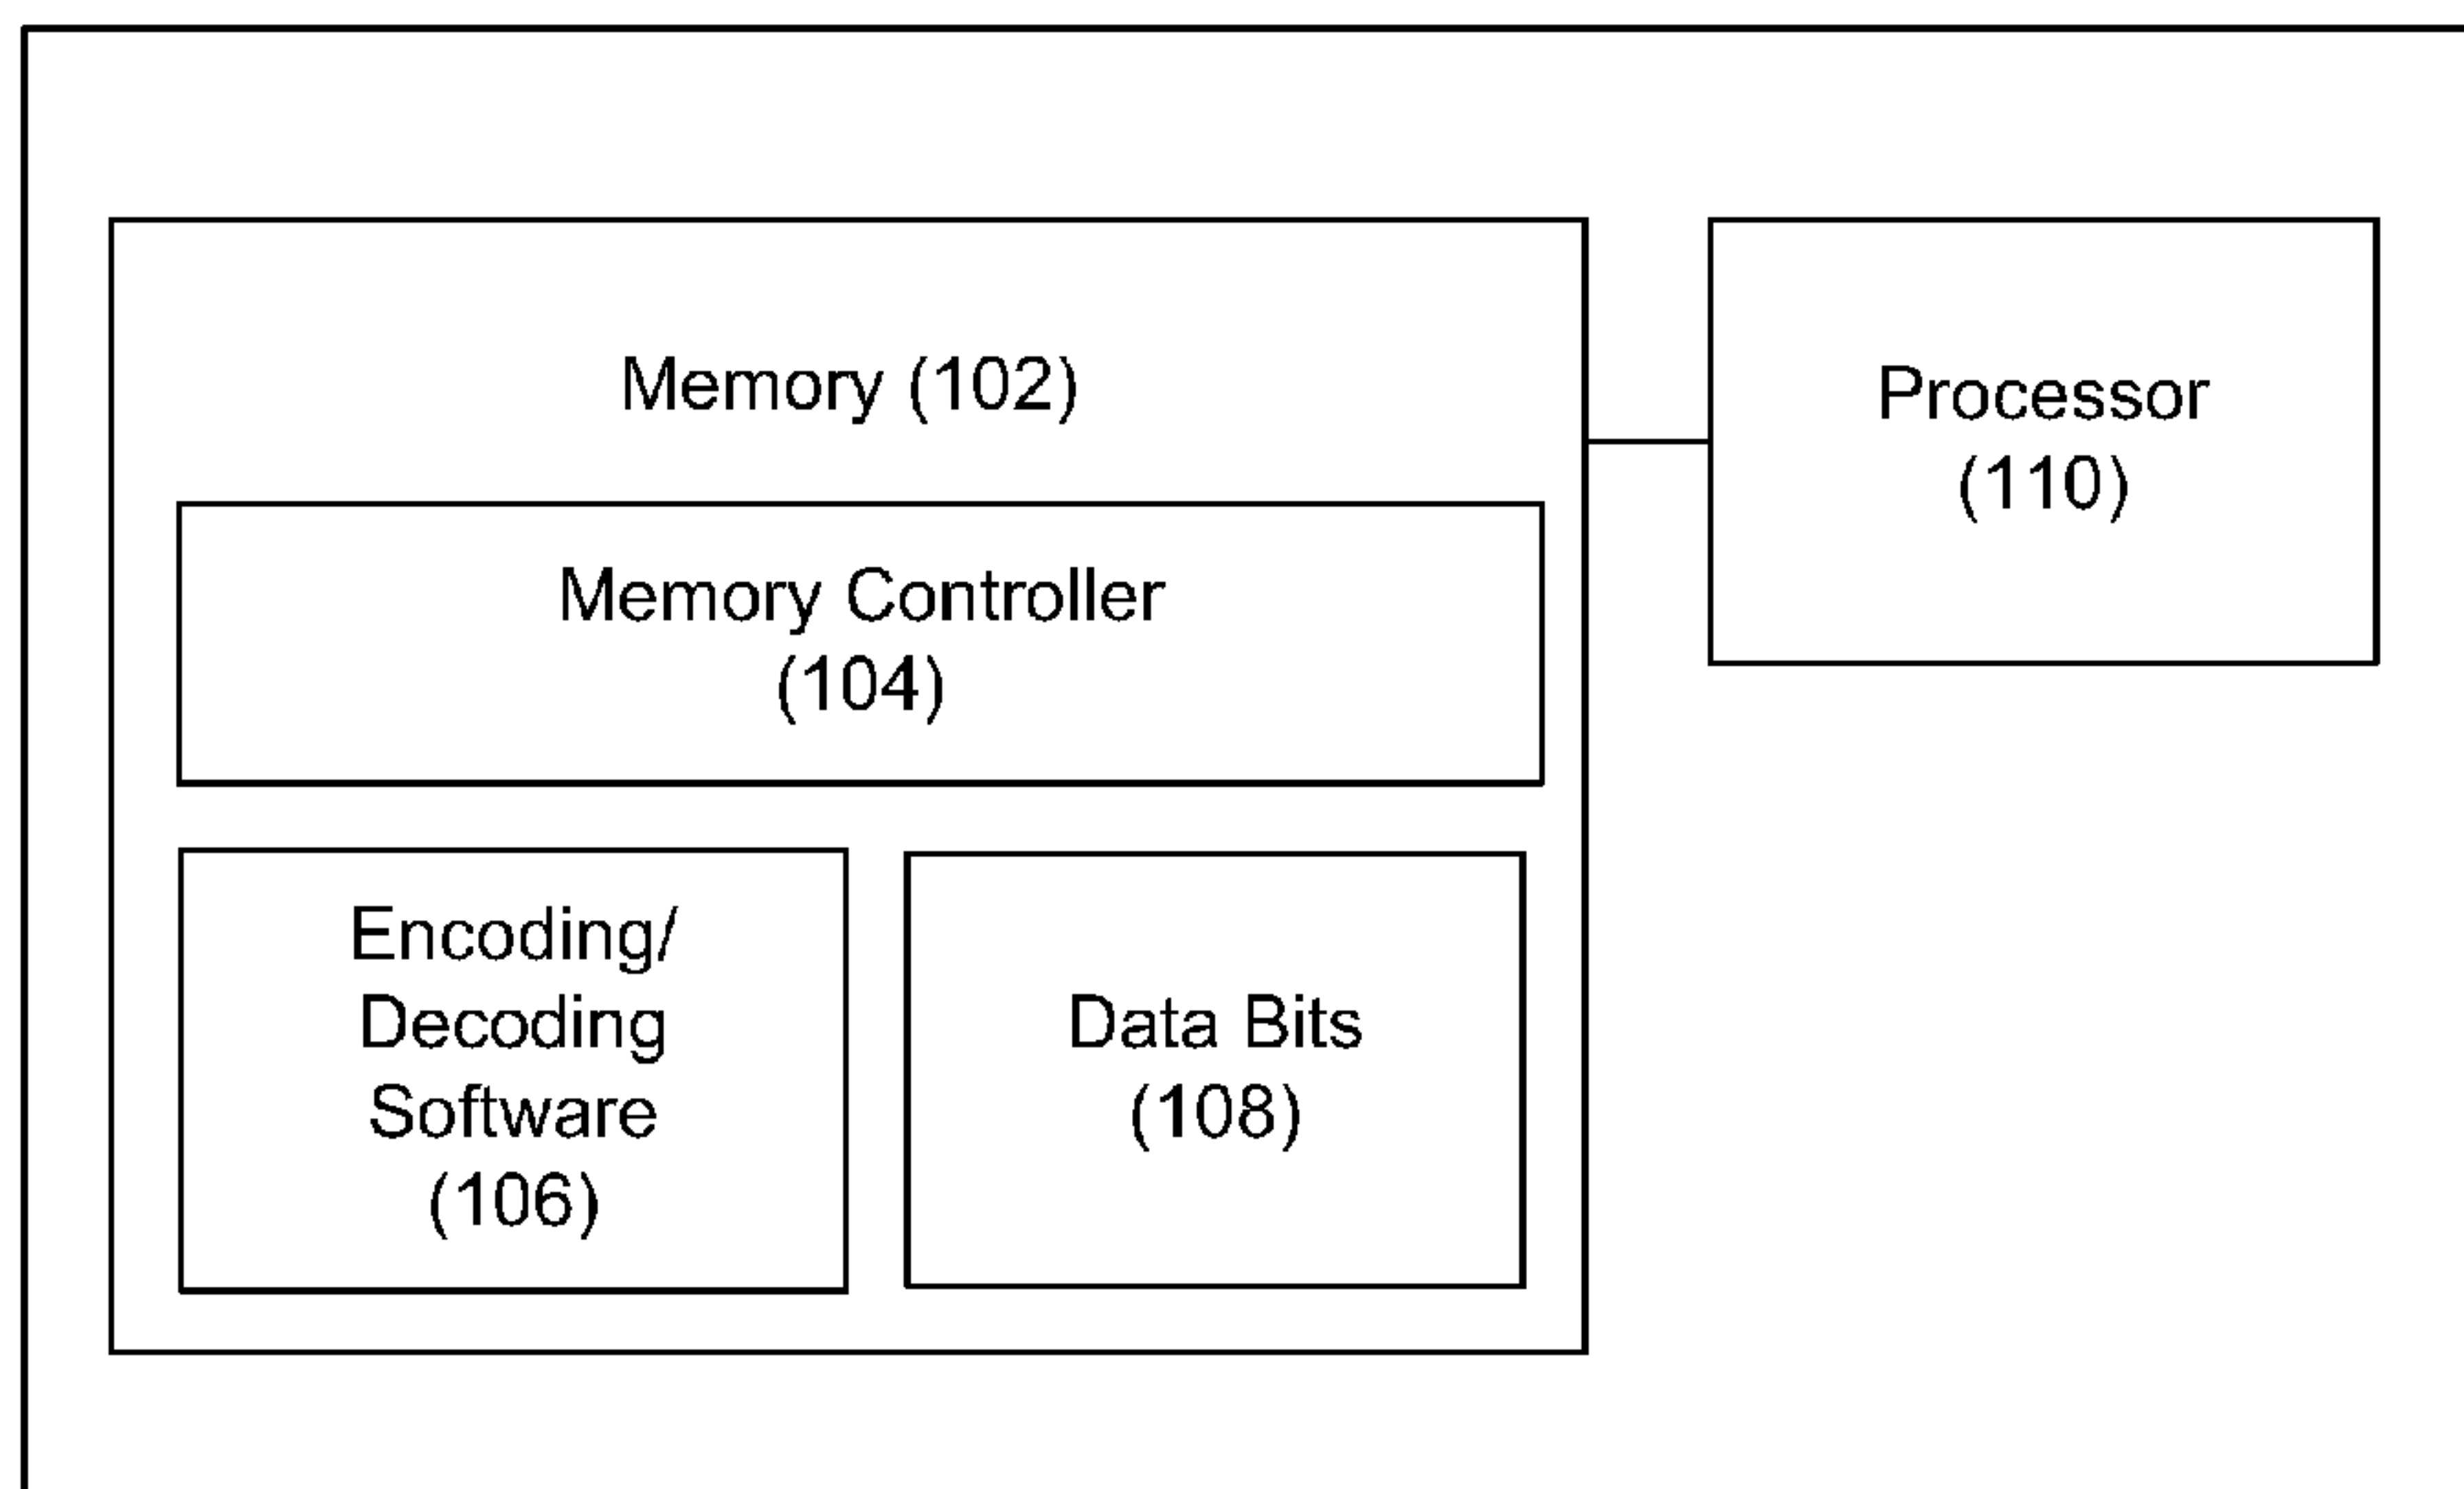 Memory (102)
Processor
(110)
Memory Controller
(104)
Encoding/
Decoding
Software
(106)
Data Bits
(108)